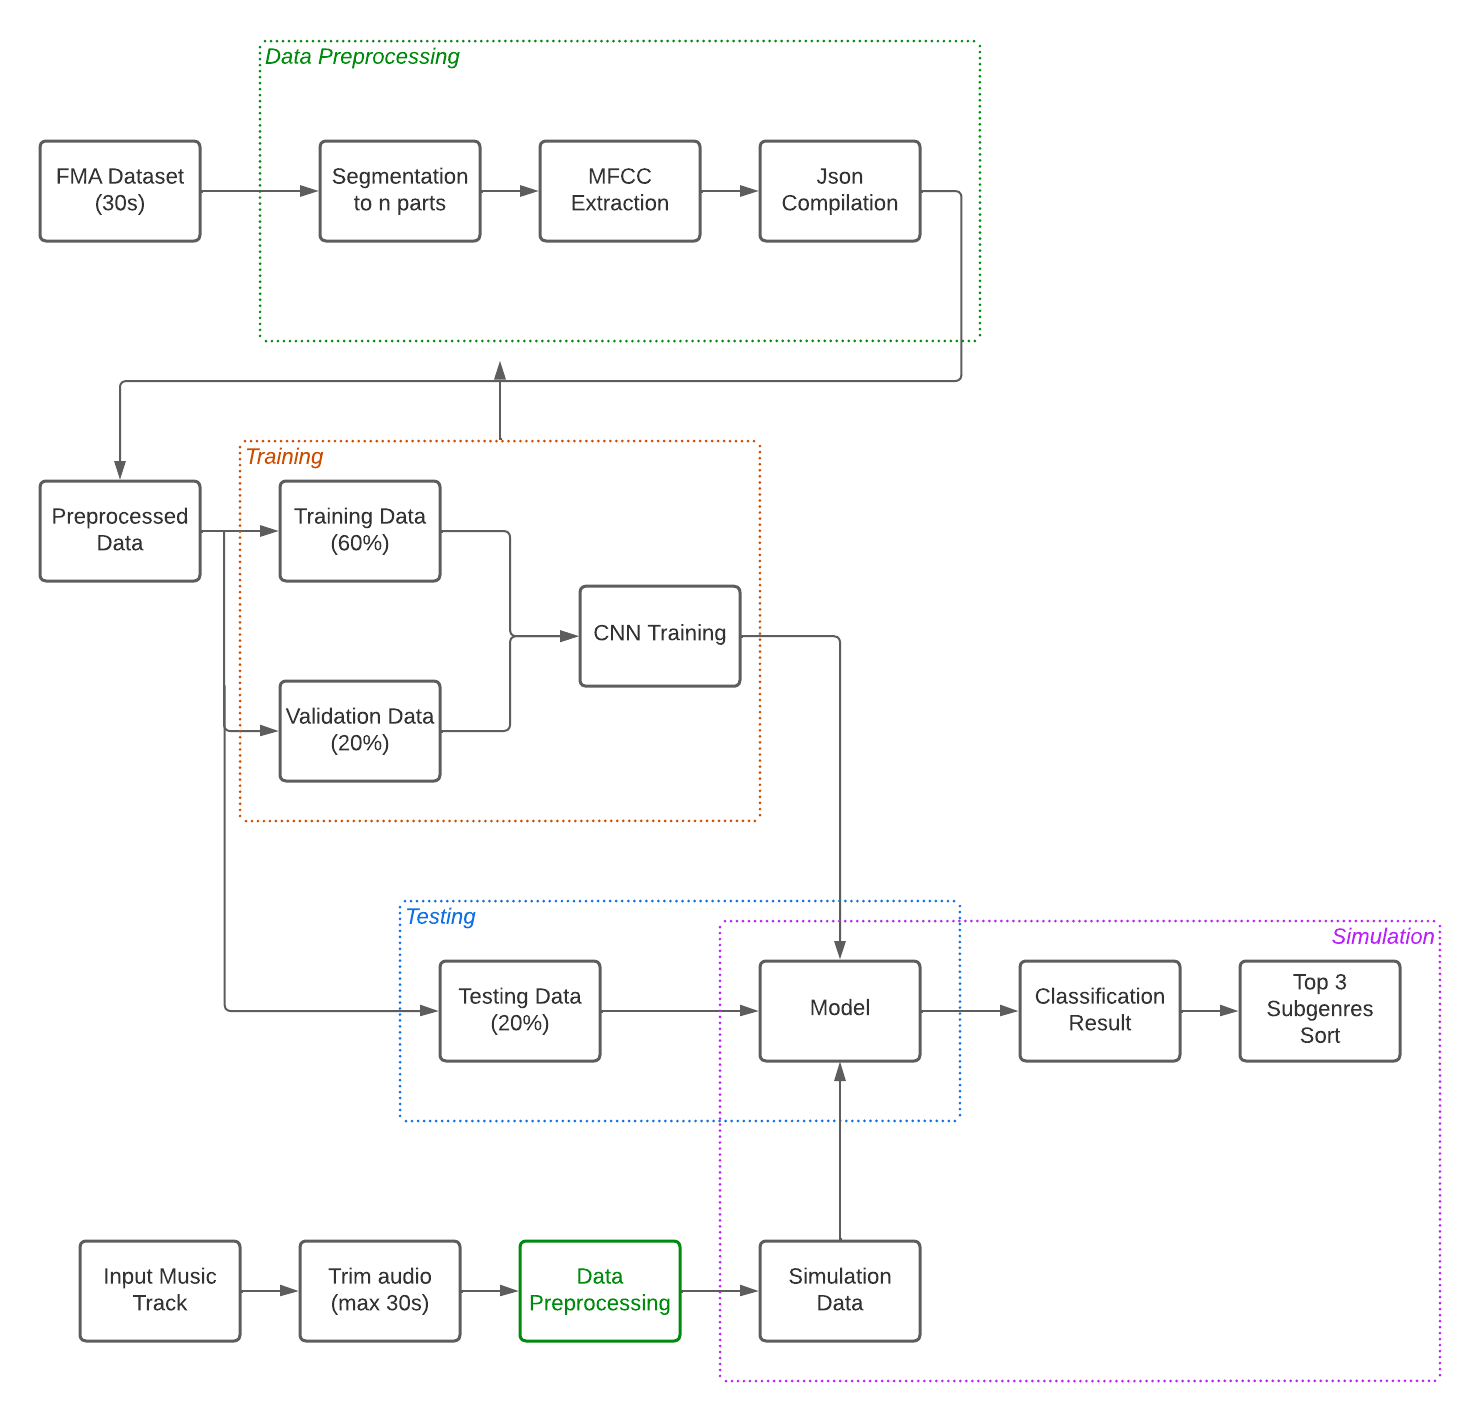 Data Preprocessing
FMA Dataset
(30s)
Segmentation
to n parts
MFCC
Extraction
Json
Compilation
Training
Preprocessed
Data
Training Data
(60%)
CNN Training
Validation Data
(20%)
Testing
Simulation
Testing Data
(20%)
Model
Classification
Result
Top 3
Subgenres
Sort
Input Music
Track
Trim audio
(max 30s)
Data
Preprocessing
Simulation
Data